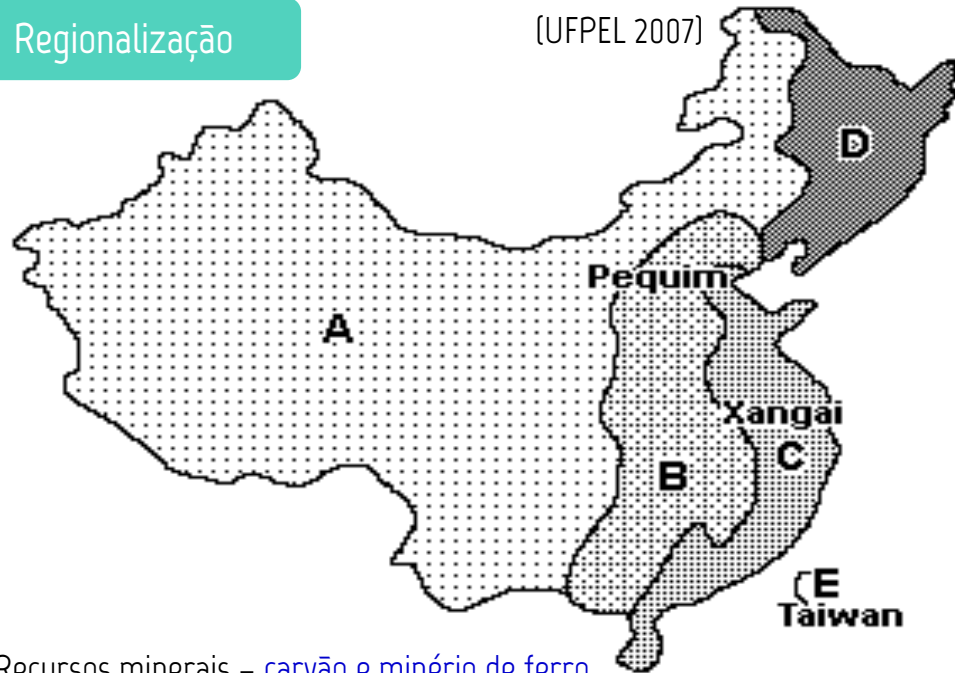 Regionalização
(UFPEL 2007)
D
Pequim
A
Xangai
C
B
E
Taiwan
Recursos minerais – carvão e minério de ferro